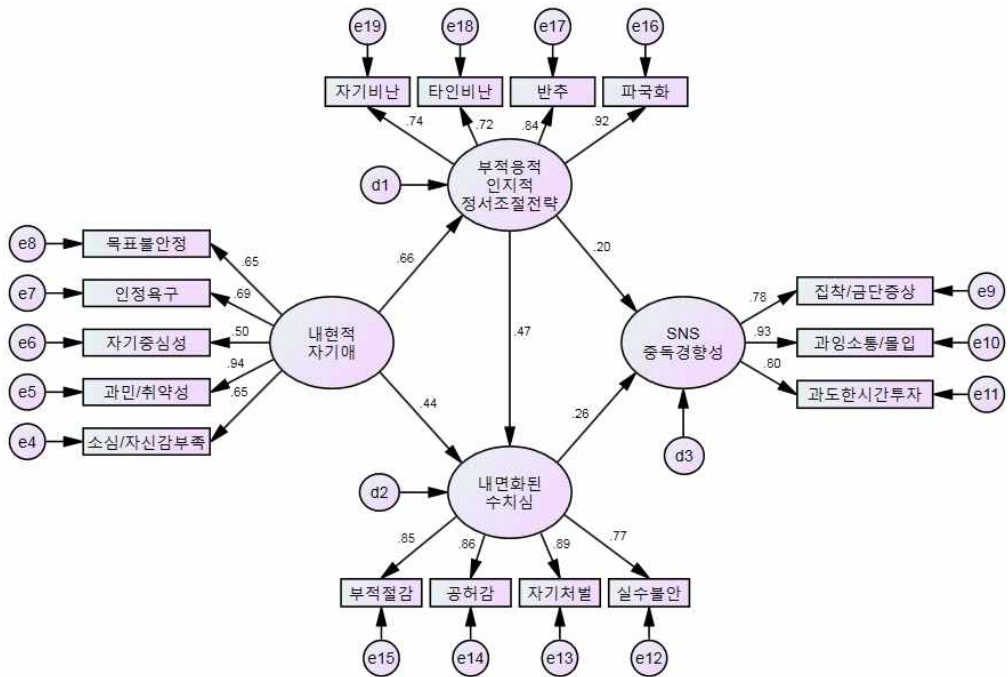 e19
e18
e17
e16
자기비난
타인비난
반추
파국화
.74
.72
.84
.92
d1
부적응적
인지적
정서조절전략
e8
목표불안정
.65
e7
인정욕구
.69
e6
자기중심성
.50
e5
과민/취약성
.94
e4
소심/자신감부족
.65
내현적
자기애
.66
.44
.47
.20
.26
SNS
중독경향성
d3
.78
집착/금단증상
e9
.93
과잉소통/몰입
e10
.80
과도한시간투자
e11
d2
내면화된
수치심
.85
.86
.89
.77
부적절감
공허감
자기처벌
실수불안
e15
e14
e13
e12